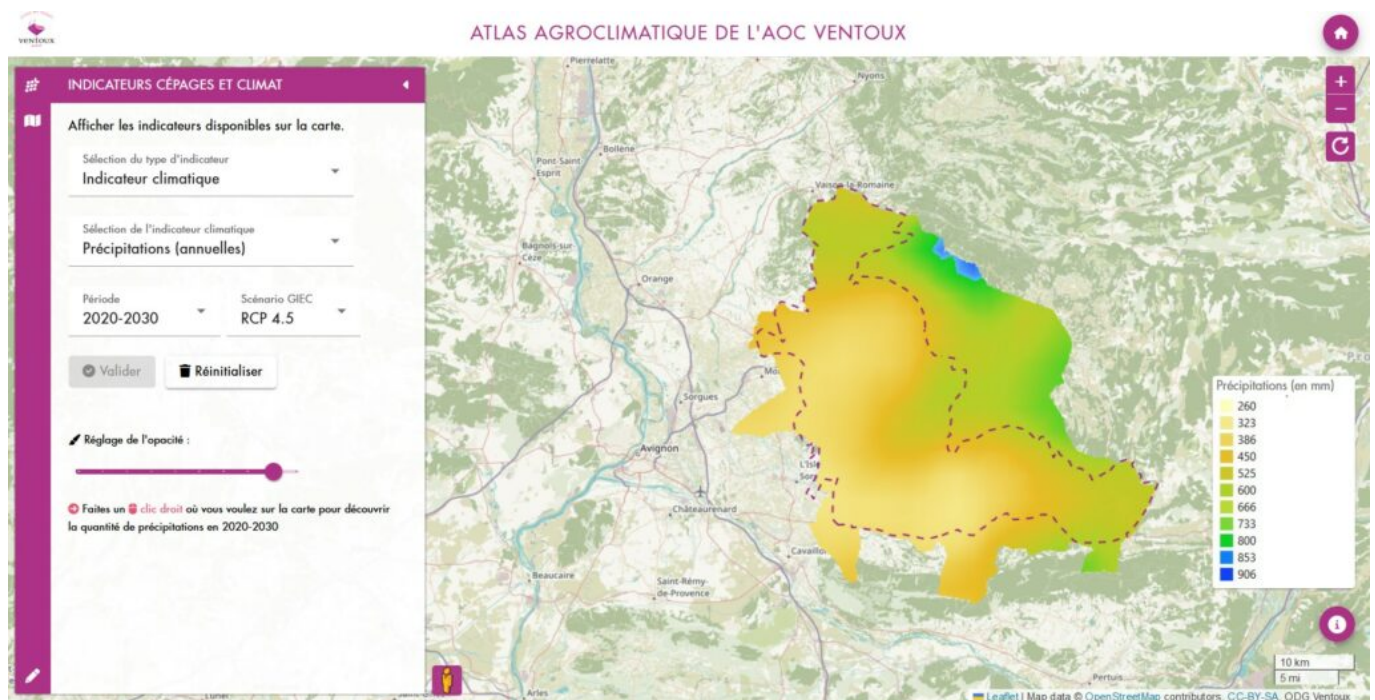 VENTOUX
ATLAS AGROCLIMATIQUE DE L'AOC VENTOUX
INDICATEURS CÉPAGES ET CLIMAT
Afficher les indicateurs disponibles sur la carte.
Sélection du type d'indicateur
Indicateur climatique
Sélection de l'indicateur climatique
Précipitations (annuelles)
Période
2020-2030
Scénario GIEC
RCP 4.5
Valider
Réinitialiser
Réglage de l'opacité :
Faites un clic droit où vous voulez sur la carte pour découvrir
la quantité de précipitations en 2020-2030
Pierrelatte
Nyons
Bollène
Pont-Saint
Esprit
Vaison-la-Romaine
Bagnols-sur
Cèze
Orange
Mo
Sorgues
Avignon
L'Isle
Sor
Châteaurenard
Cavaillo
Beaucaire
Saint-Rémy-
de-Provence
Arles
Pertuis
+
−
Précipitations (en mm)
260
323
386
450
525
600
666
733
800
853
906
10 km
5 mi
Leaflet | Map data © OpenStreetMap contributors, CC-BY-SA, ODG Ventoux